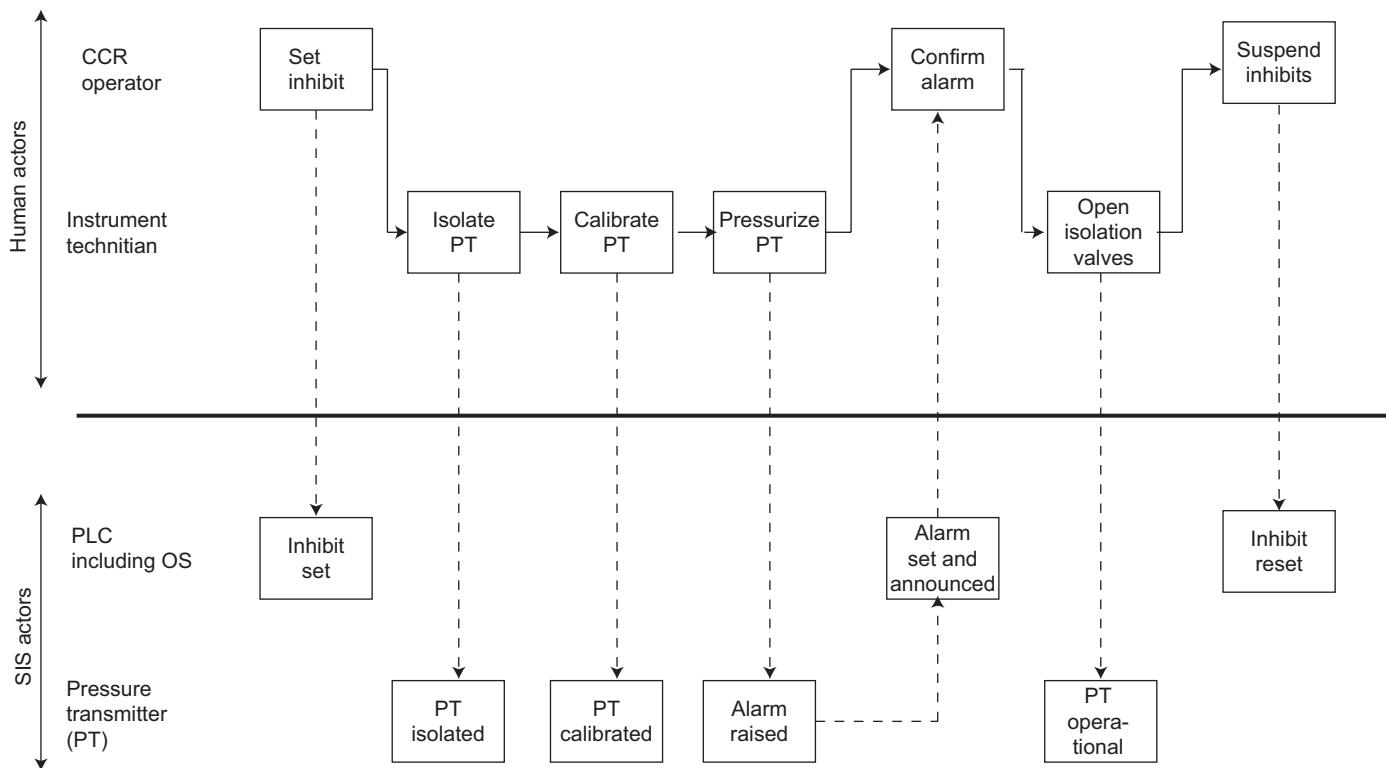 Human actors
CCR
operator
Set
inhibit
Confirm
alarm
Suspend
inhibits
Instrument
technitian
Isolate
PT
Calibrate
PT
Pressurize
PT
Open
isolation
valves
SIS actors
PLC
including OS
Inhibit
set
Alarm
set and
announced
Inhibit
reset
Pressure
transmitter
(PT)
PT
isolated
PT
calibrated
Alarm
raised
PT
opera-
tional